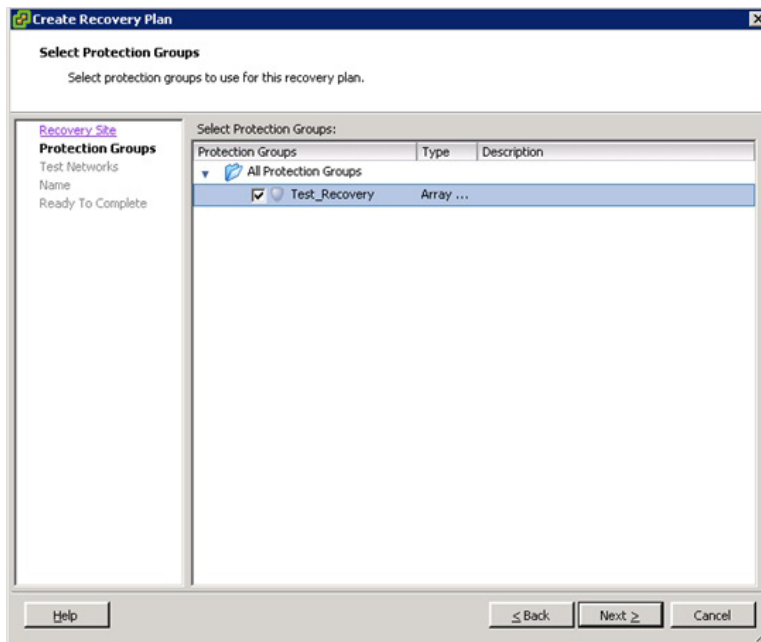 Create Recovery Plan
Select Protection Groups
Select protection groups to use for this recovery plan.
Recovery Site
Protection Groups
Test Networks
Name
Ready To Complete
Select Protection Groups:
Protection Groups Type Description
All Protection Groups
Test_Recovery Array ...
Help
< Back
Next >
Cancel